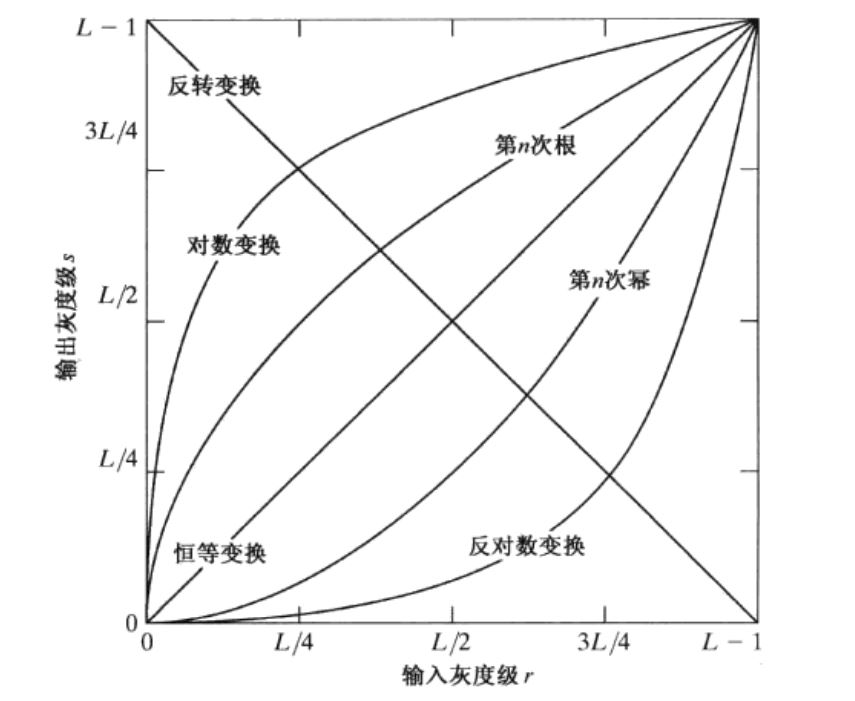 L − 1
反转变换
3L/4
第n次根
对数变换
第n次幂
L/2
输出灰度级 s
L/4
反对数变换
恒等变换
0
0
L/4
L/2
3L/4
L − 1
输入灰度级 r